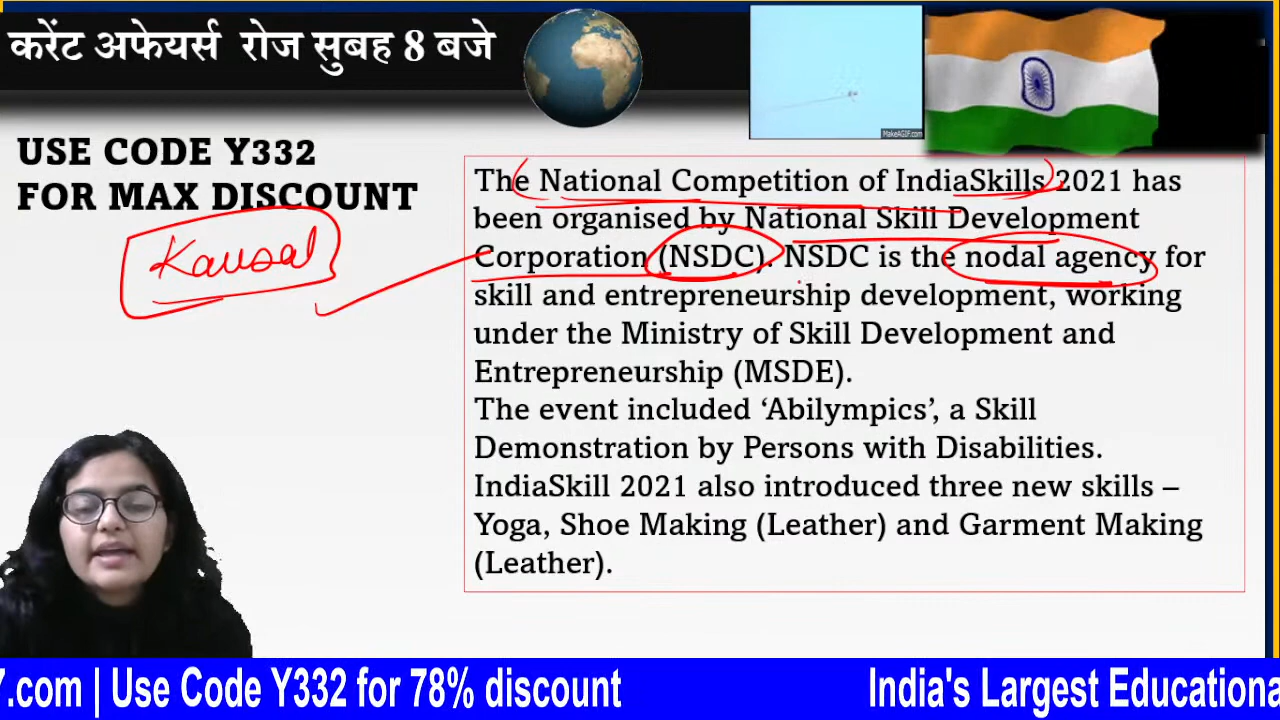 करेंट अफेयर्स रोज सुबह 8 बजे
MakeAGIF.com
USE CODE Y332
FOR MAX DISCOUNT
Kausal
The National Competition of IndiaSkills 2021 has
been organised by National Skill Development
Corporation (NSDC). NSDC is the nodal agency for
skill and entrepreneurship development, working
under the Ministry of Skill Development and
Entrepreneurship (MSDE).
The event included ‘Abilympics’, a Skill
Demonstration by Persons with Disabilities.
IndiaSkill 2021 also introduced three new skills –
Yoga, Shoe Making (Leather) and Garment Making
(Leather).
7.com | Use Code Y332 for 78% discount India's Largest Educationa